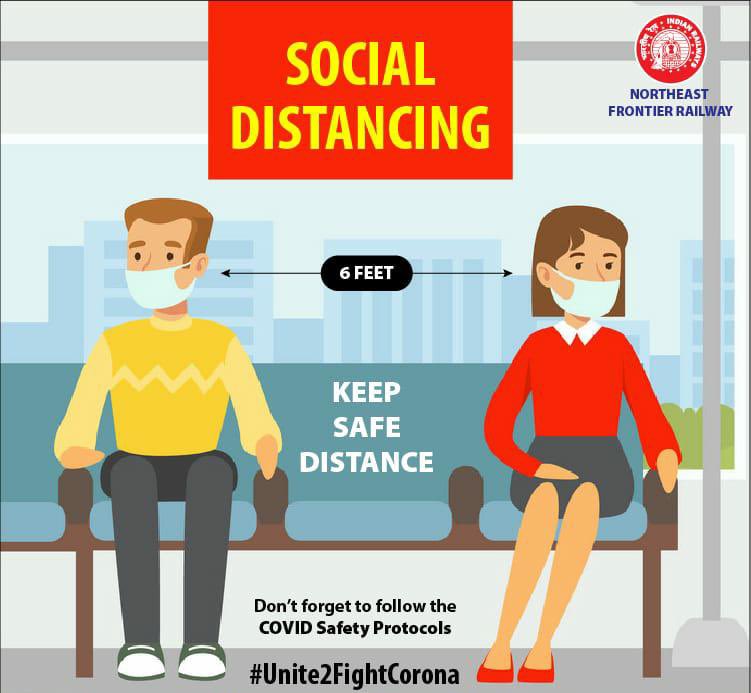 SOCIAL
DISTANCING
INDIAN RAILWAYS
भारतीय रेल
NORTHEAST
FRONTIER RAILWAY
6 FEET
KEEP
SAFE
DISTANCE
Don’t forget to follow the
COVID Safety Protocols
#Unite2FightCorona